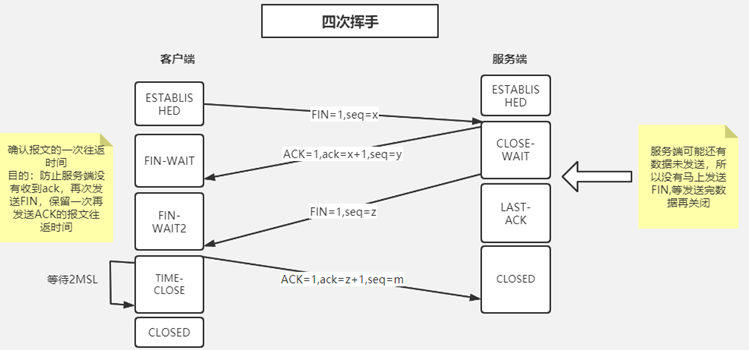 四次挥手
客户端
服务端
ESTABLIS
HED
ESTABLIS
HED
FIN=1,seq=x
确认报文的一次往返
时间
目的：防止服务端没
有收到ack，再次发
送FIN，保留一次再
发送ACK的报文往
返时间
FIN-WAIT
ACK=1,ack=x+1,seq=y
CLOSE-
WAIT
服务端可能还有
数据未发送，所
以没有马上发送
FIN,等发送完数
据再关闭
FIN-
WAIT2
FIN=1,seq=z
LAST-
ACK
等待2MSL
TIME-
CLOSE
ACK=1,ack=z+1,seq=m
CLOSED
CLOSED